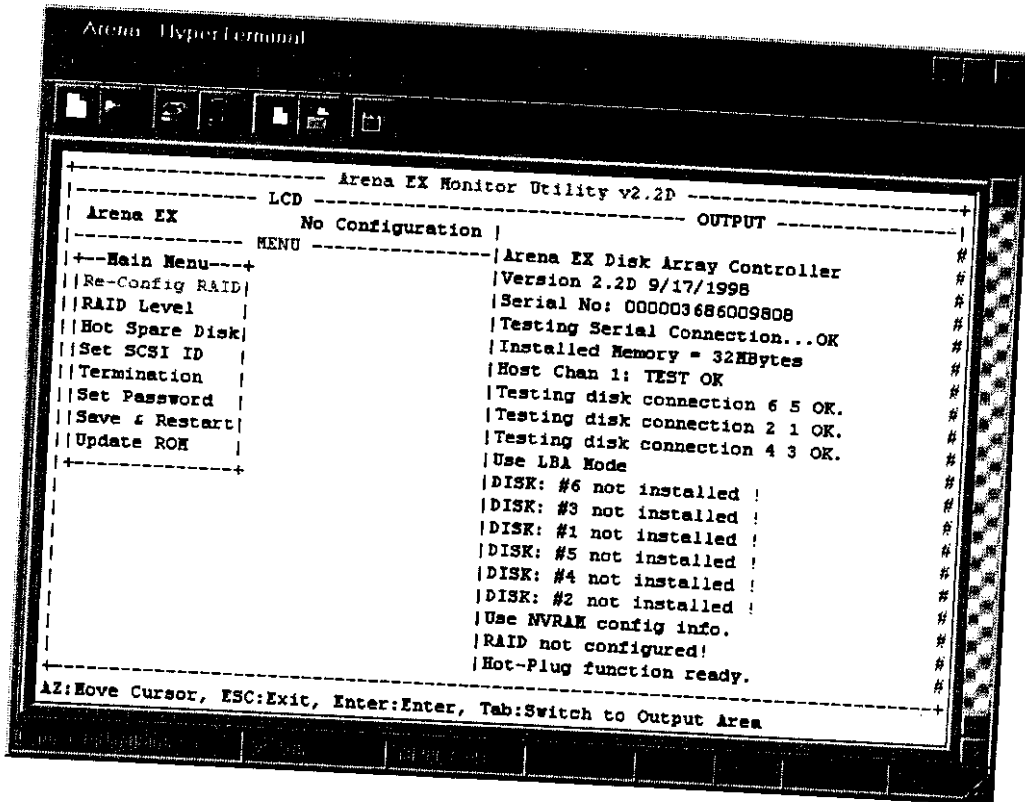 Arena HyperTerminal
+---------------------- Arena EX Monitor Utility v2.2D ----------------------+
|--------------- LCD ------------------------------------ OUTPUT ---------------|
| Arena EX No Configuration |
|--------------- MENU ---------------|Arena EX Disk Array Controller #
|+--Main Menu---+ |Version 2.2D 9/17/1998 #
||Re-Config RAID| |Serial No: 000003686009808 #
||RAID Level | |Testing Serial Connection...OK #
||Hot Spare Disk| |Installed Memory = 32MBytes #
||Set SCSI ID | |Host Chan 1: TEST OK #
||Termination | |Testing disk connection 6 5 OK. #
||Set Password | |Testing disk connection 2 1 OK. #
||Save & Restart| |Testing disk connection 4 3 OK. #
||Update ROM | |Use LBA Mode #
|+--------------+ |DISK: #6 not installed ! #
| |DISK: #3 not installed ! #
| |DISK: #1 not installed ! #
| |DISK: #5 not installed ! #
| |DISK: #4 not installed ! #
| |DISK: #2 not installed ! #
| |Use NVRAM config info. #
| |RAID not configured! #
| |Hot-Plug function ready. #
+----------------------------------------------------------------------------+
AZ:Move Cursor, ESC:Exit, Enter:Enter, Tab:Switch to Output Area